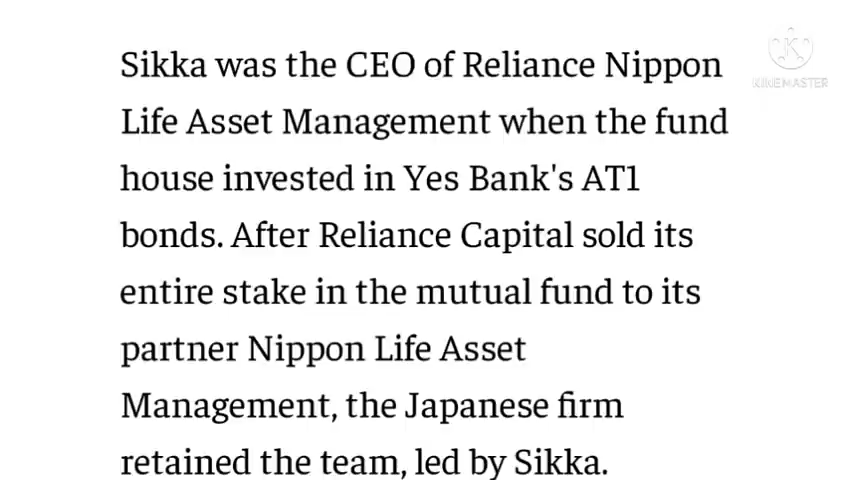 KINEMASTER
Sikka was the CEO of Reliance Nippon
Life Asset Management when the fund
house invested in Yes Bank's AT1
bonds. After Reliance Capital sold its
entire stake in the mutual fund to its
partner Nippon Life Asset
Management, the Japanese firm
retained the team, led by Sikka.